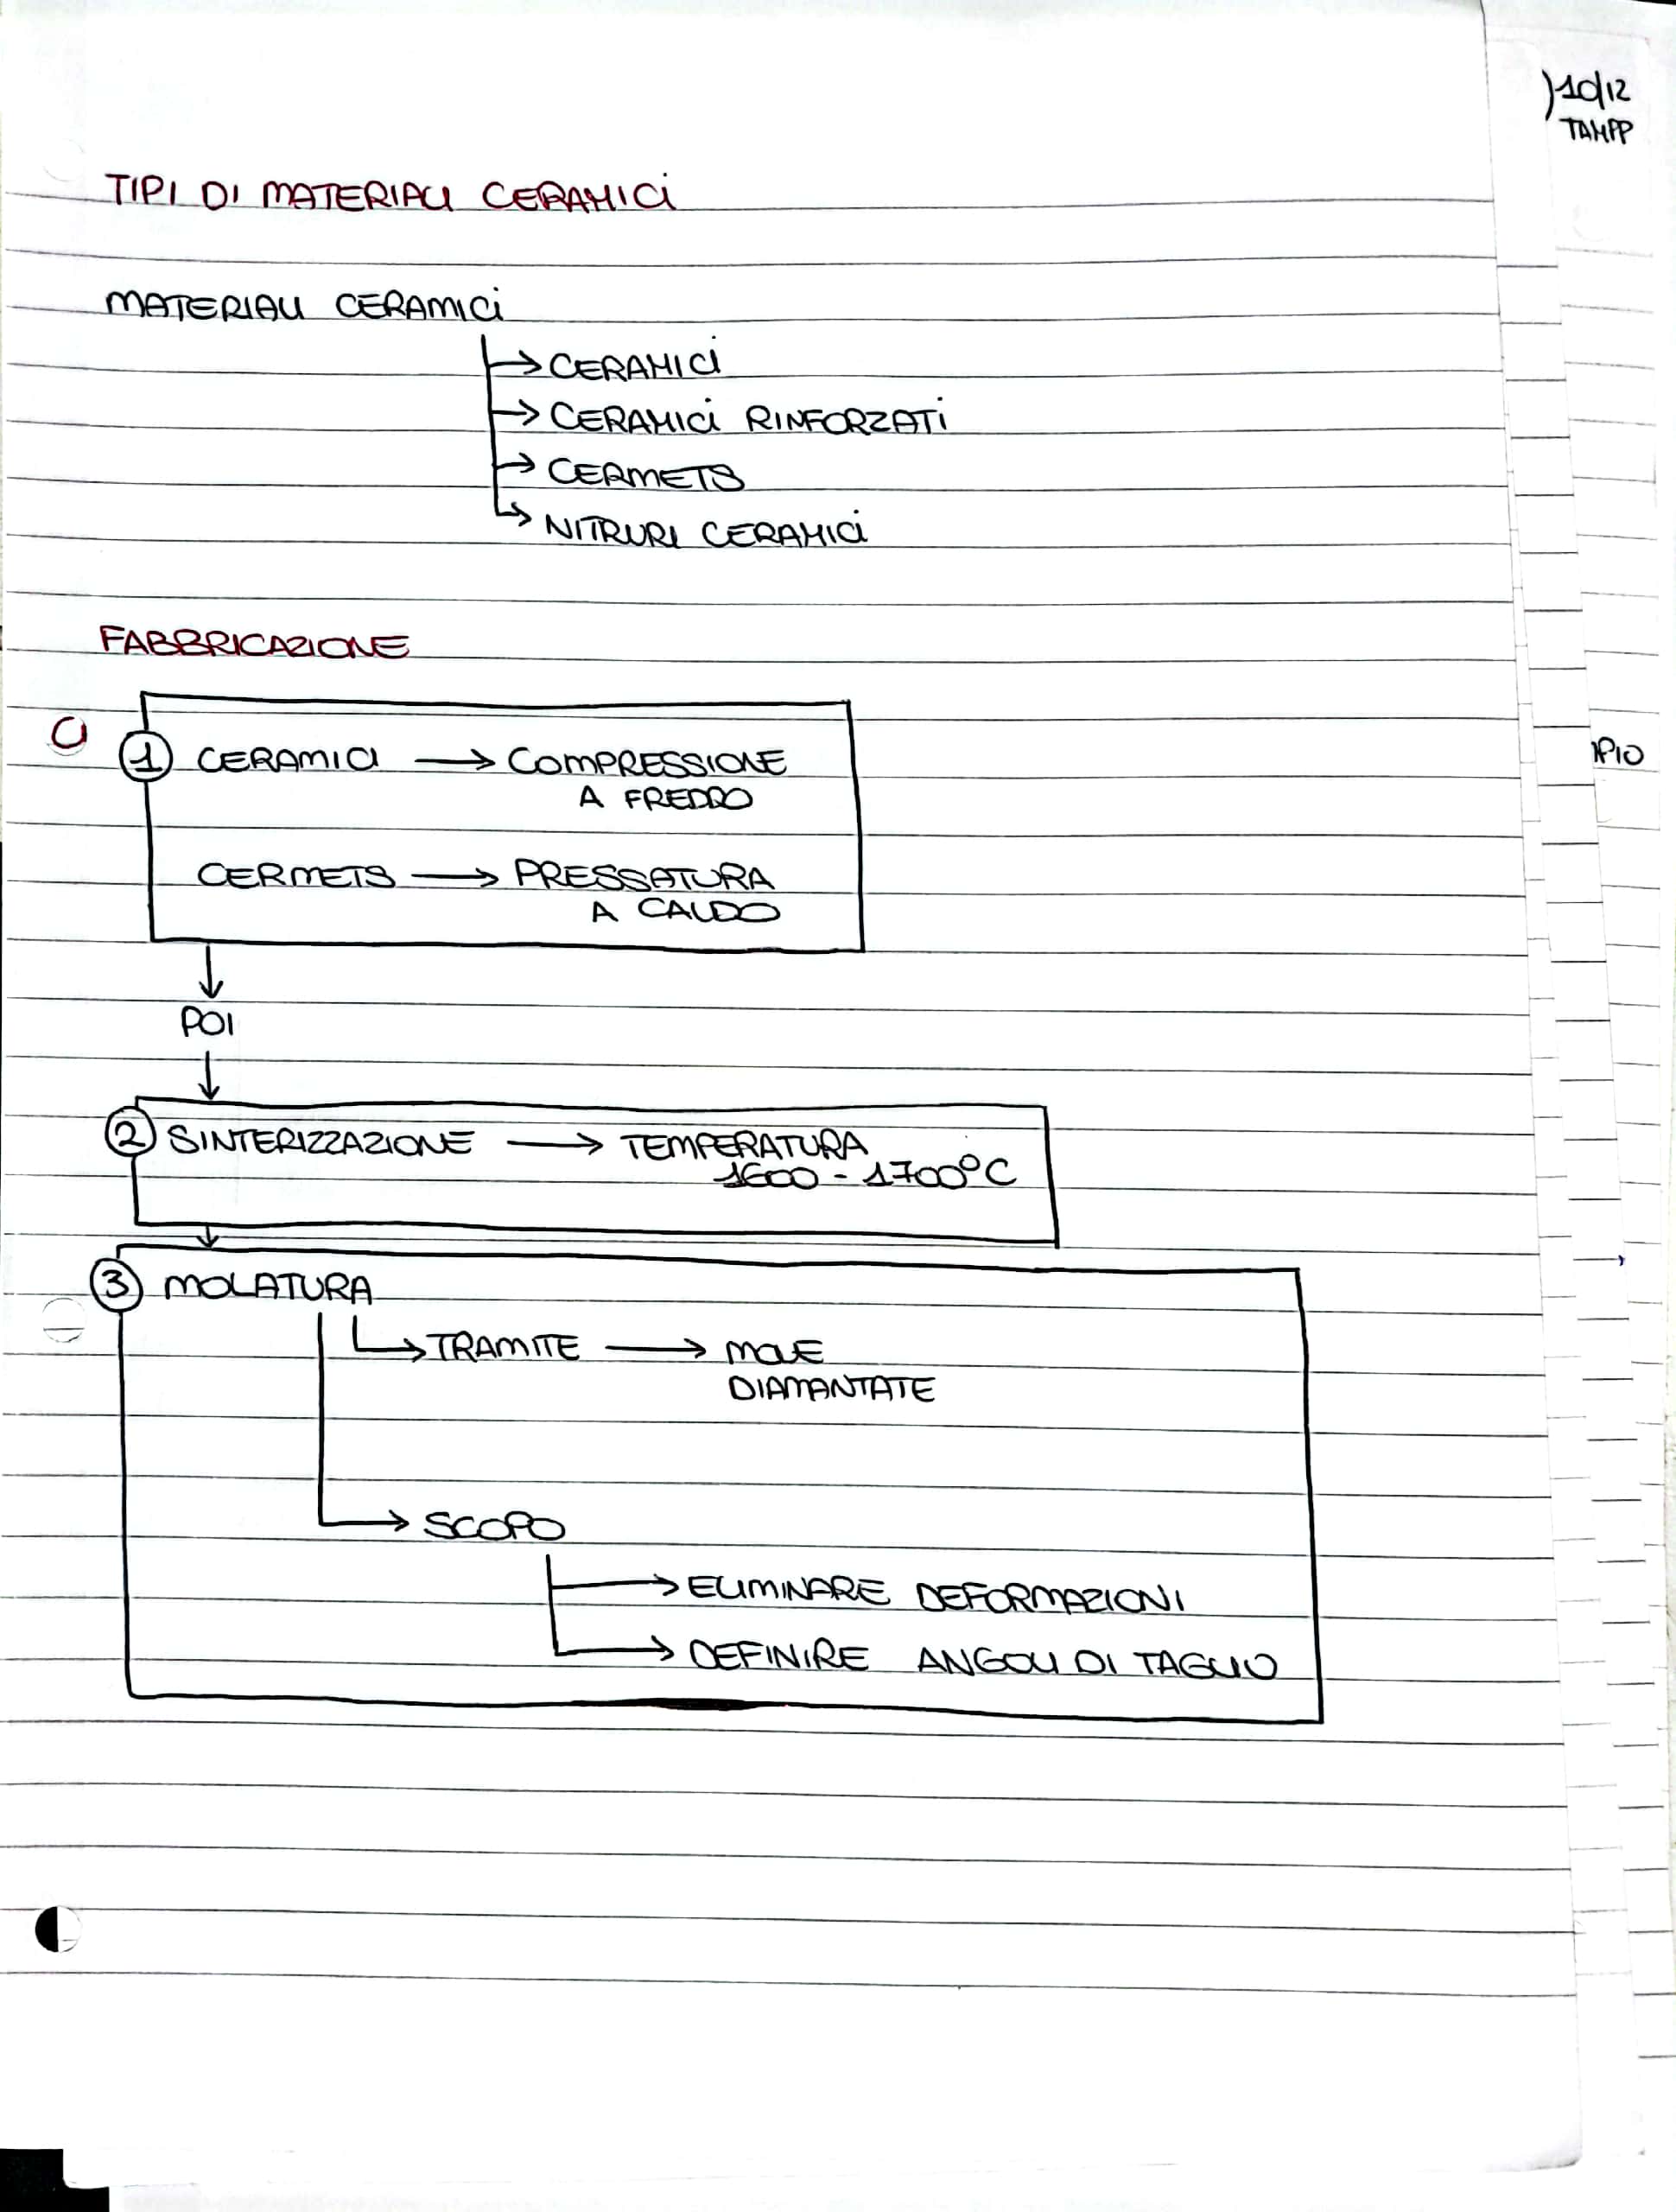 )10/12
TAMPP
TIPI DI MATERIALI CERAMICI
MATERIALI CERAMICI
→ CERAMICI
→ CERAMICI RINFORZATI
→ CERMETS
→ NITRURI CERAMICI
FABBRICAZIONE
1 CERAMICI → COMPRESSIONE
A FREDDO
CERMETS → PRESSATURA
A CALDO
POI
2 SINTERIZZAZIONE → TEMPERATURA
1600 - 1700°C
3 MOLATURA
→ TRAMITE → MOLE
DIAMANTATE
→ SCOPO
→ ELIMINARE DEFORMAZIONI
→ DEFINIRE ANGOLI DI TAGLIO